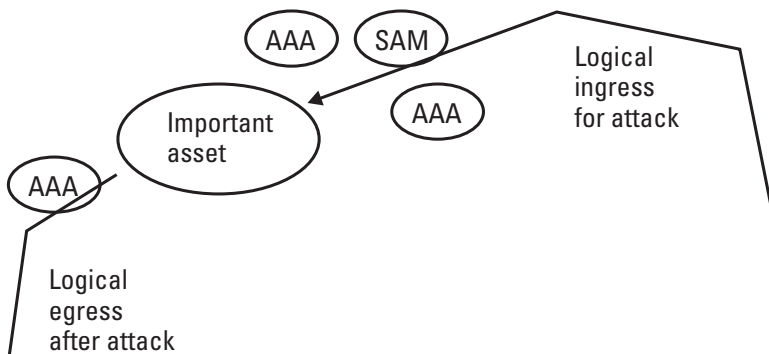 AAA
SAM
Logical
ingress
for attack
AAA
Important
asset
AAA
Logical
egress
after attack